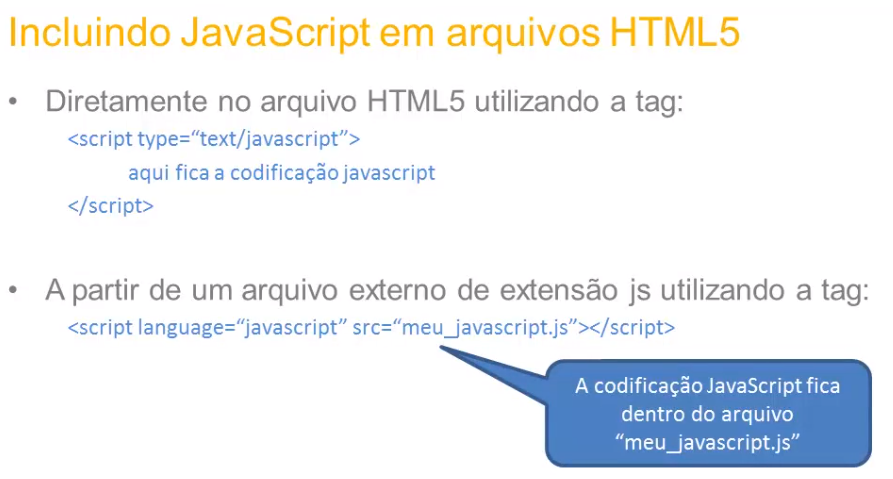 Incluindo JavaScript em arquivos HTML5
• Diretamente no arquivo HTML5 utilizando a tag:
<script type=“text/javascript”>
aqui fica a codificação javascript
</script>
• A partir de um arquivo externo de extensão js utilizando a tag:
<script language=“javascript” src=“meu_javascript.js”></script>
A codificação JavaScript fica
dentro do arquivo
“meu_javascript.js”